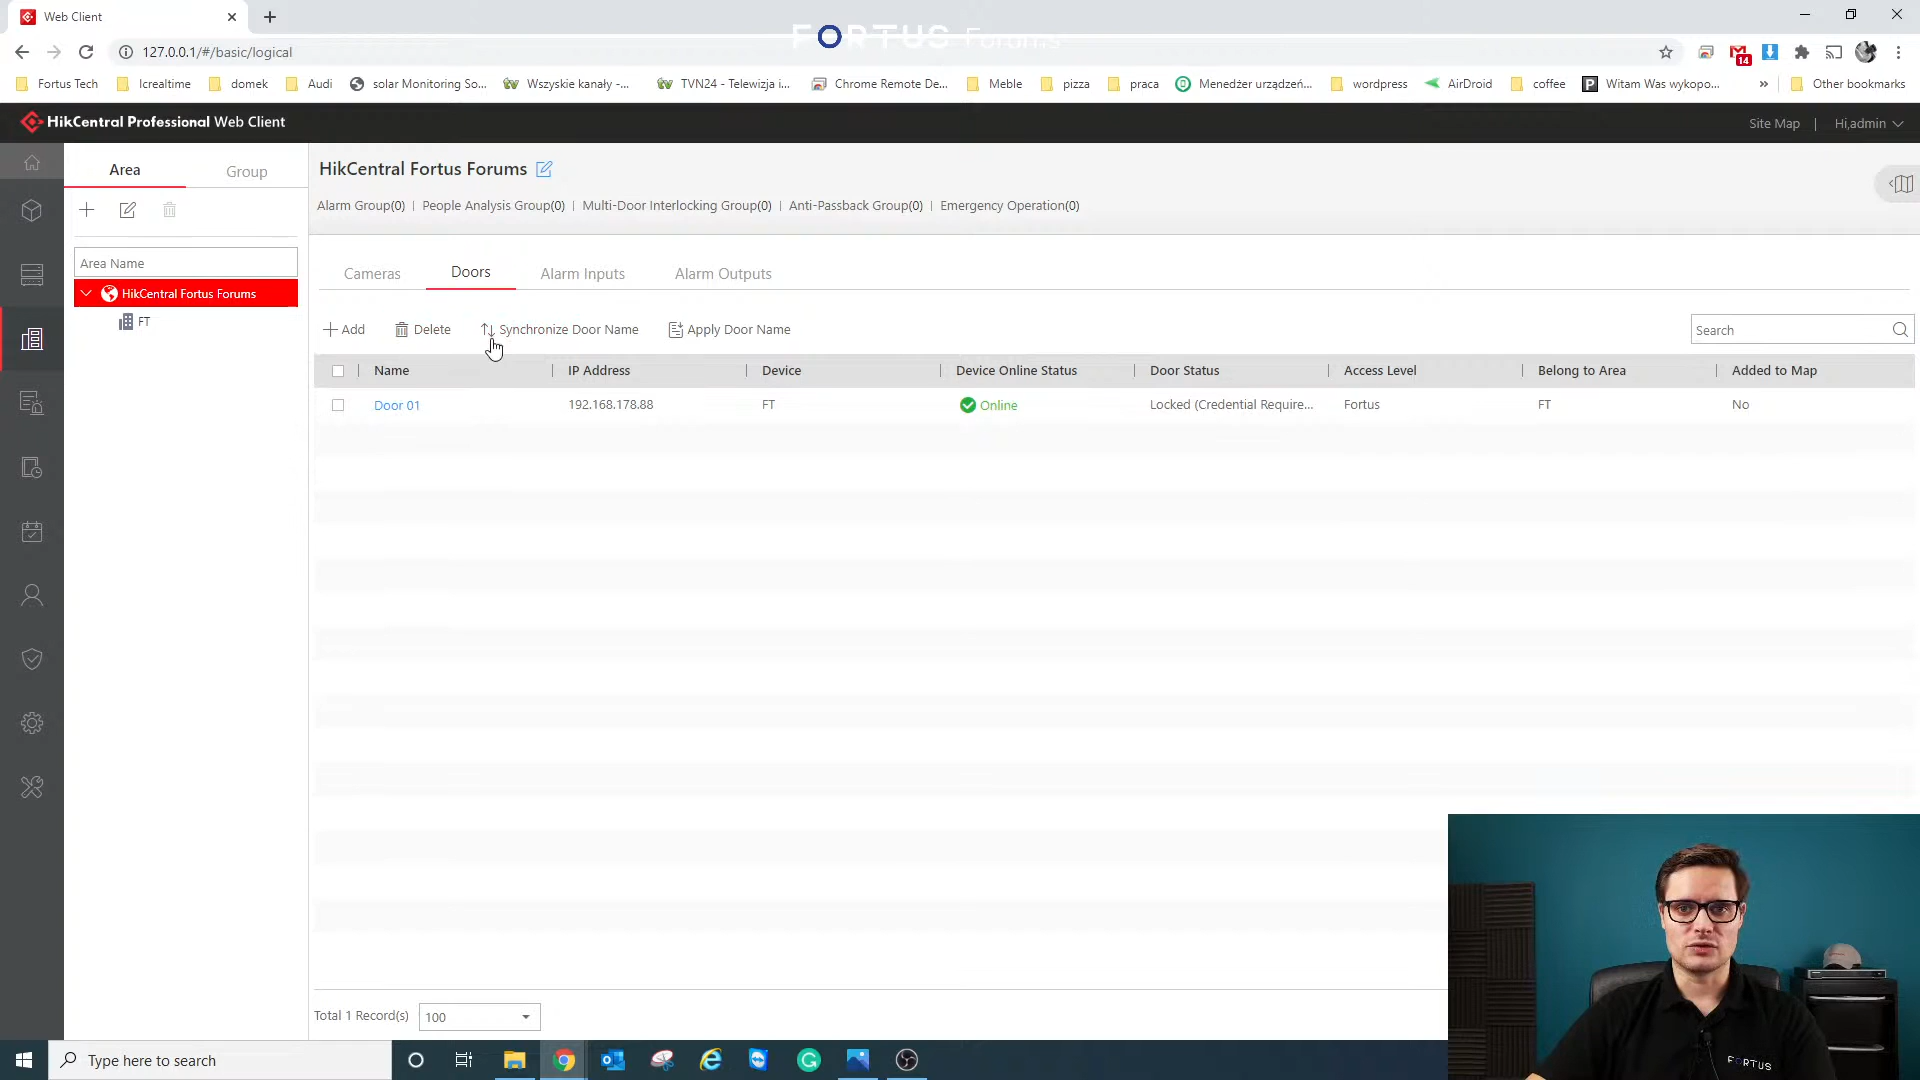 Web Client
127.0.0.1/#/basic/logical
FORTUS Forums
14
Fortus Tech
Icrealtime
domek
Audi
solar Monitoring So...
Wszyskie kanały -...
TVN24 - Telewizja i...
Chrome Remote De...
Meble
pizza
praca
Menedżer urządzeń...
wordpress
AirDroid
coffee
Witam Was wykopo...
»
Other bookmarks
HikCentral Professional Web Client
Site Map | Hi,admin
Area
Group
HikCentral Fortus Forums
Alarm Group(0) | People Analysis Group(0) | Multi-Door Interlocking Group(0) | Anti-Passback Group(0) | Emergency Operation(0)
Area Name
HikCentral Fortus Forums
FT
Cameras
Doors
Alarm Inputs
Alarm Outputs
Add
Delete
Synchronize Door Name
Apply Door Name
Search
Name
IP Address
Device
Device Online Status
Door Status
Access Level
Belong to Area
Added to Map
Door 01
192.168.178.88
FT
Online
Locked (Credential Require...
Fortus
FT
No
Total 1 Record(s)
100
Type here to search
FORTUS